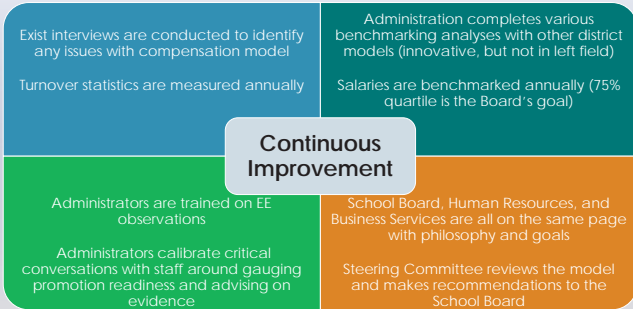 Exist interviews are conducted to identify
any issues with compensation model
Turnover statistics are measured annually
Administration completes various
benchmarking analyses with other district
models (innovative, but not in left field)
Salaries are benchmarked annually (75%
quartile is the Board's goal)
Continuous
Improvement
Administrators are trained on EE
observations
Administrators calibrate critical
conversations with staff around gauging
promotion readiness and advising on
evidence
School Board, Human Resources, and
Business Services are all on the same page
with philosophy and goals
Steering Committee reviews the model
and makes recommendations to the
School Board